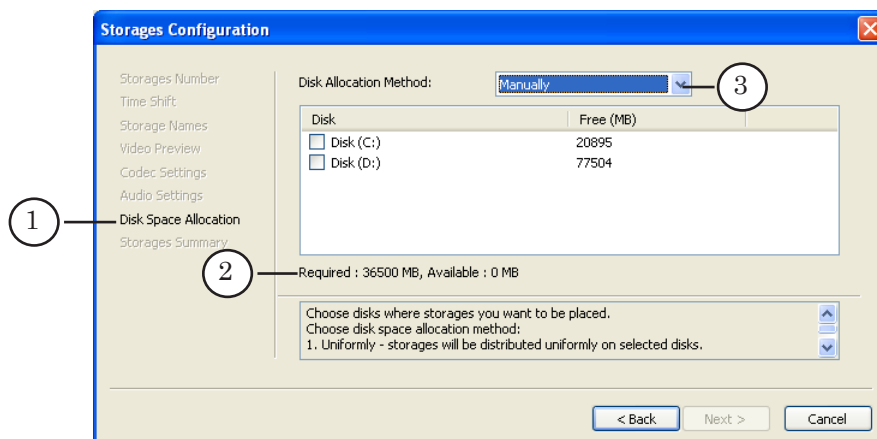 Storages Configuration
Storages Number
Time Shift
Storage Names
Video Preview
Codec Settings
Audio Settings
1
Disk Space Allocation
Storages Summary
Disk Allocation Method:
Manually
3
Disk Free (MB)
Disk (C:) 20895
Disk (D:) 77504
2
Required : 36500 MB, Available : 0 MB
Choose disks where storages you want to be placed.
Choose disk space allocation method:
1. Uniformly - storages will be distributed uniformly on selected disks.
< Back Next > Cancel